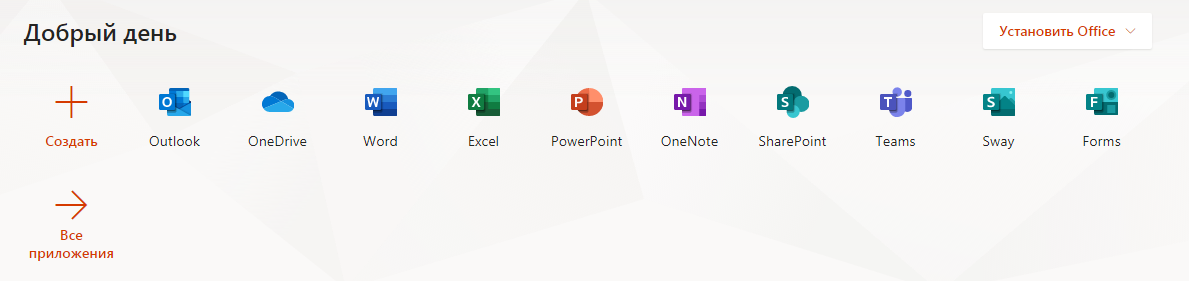 Добрый день
Установить Office
Создать
Outlook
OneDrive
Word
Excel
PowerPoint
OneNote
SharePoint
Teams
Sway
Forms
Все
приложения